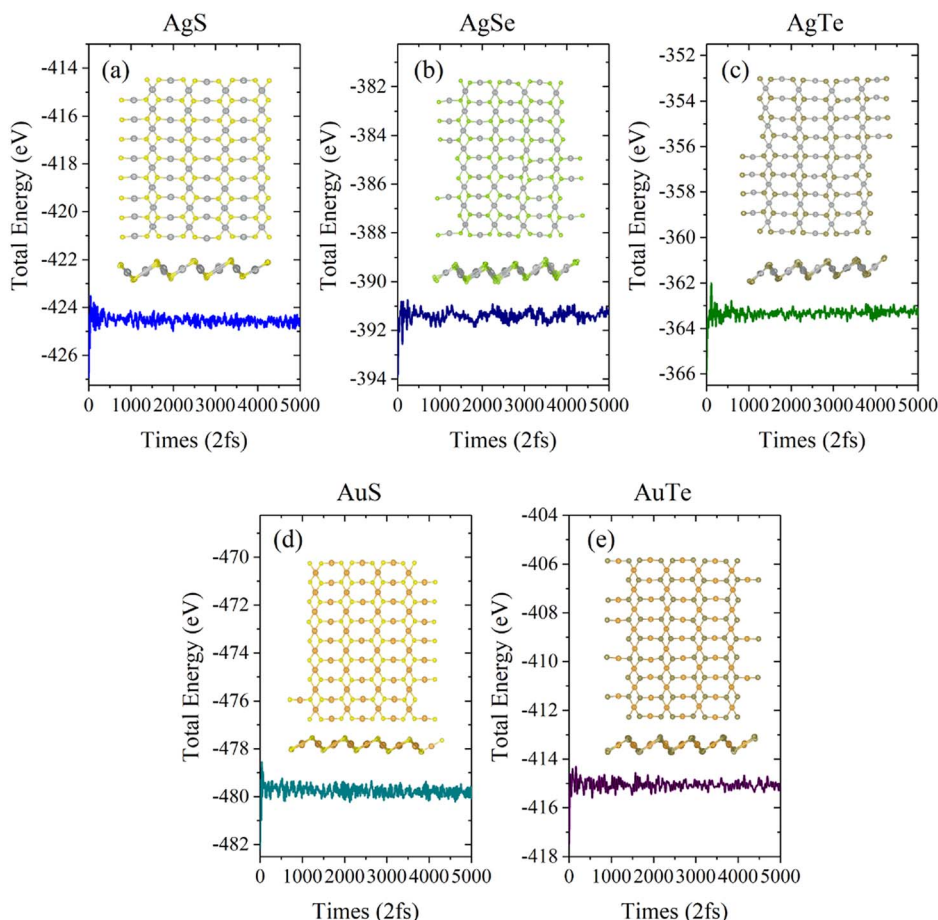 AgS
AgSe
AgTe
(a)
(b)
(c)
Total Energy (eV)
-414
-416
-418
-420
-422
-424
-426
0 1000 2000 3000 4000 5000
Times (2fs)
Total Energy (eV)
-382
-384
-386
-388
-390
-392
-394
0 1000 2000 3000 4000 5000
Times (2fs)
Total Energy (eV)
-352
-354
-356
-358
-360
-363
-366
0 1000 2000 3000 4000 5000
Times (2fs)
AuS
AuTe
(d)
(e)
Total Energy (eV)
-470
-472
-474
-476
-478
-480
-482
0 1000 2000 3000 4000 5000
Times (2fs)
Total Energy (eV)
-404
-406
-408
-410
-412
-415
-418
0 1000 2000 3000 4000 5000
Times (2fs)